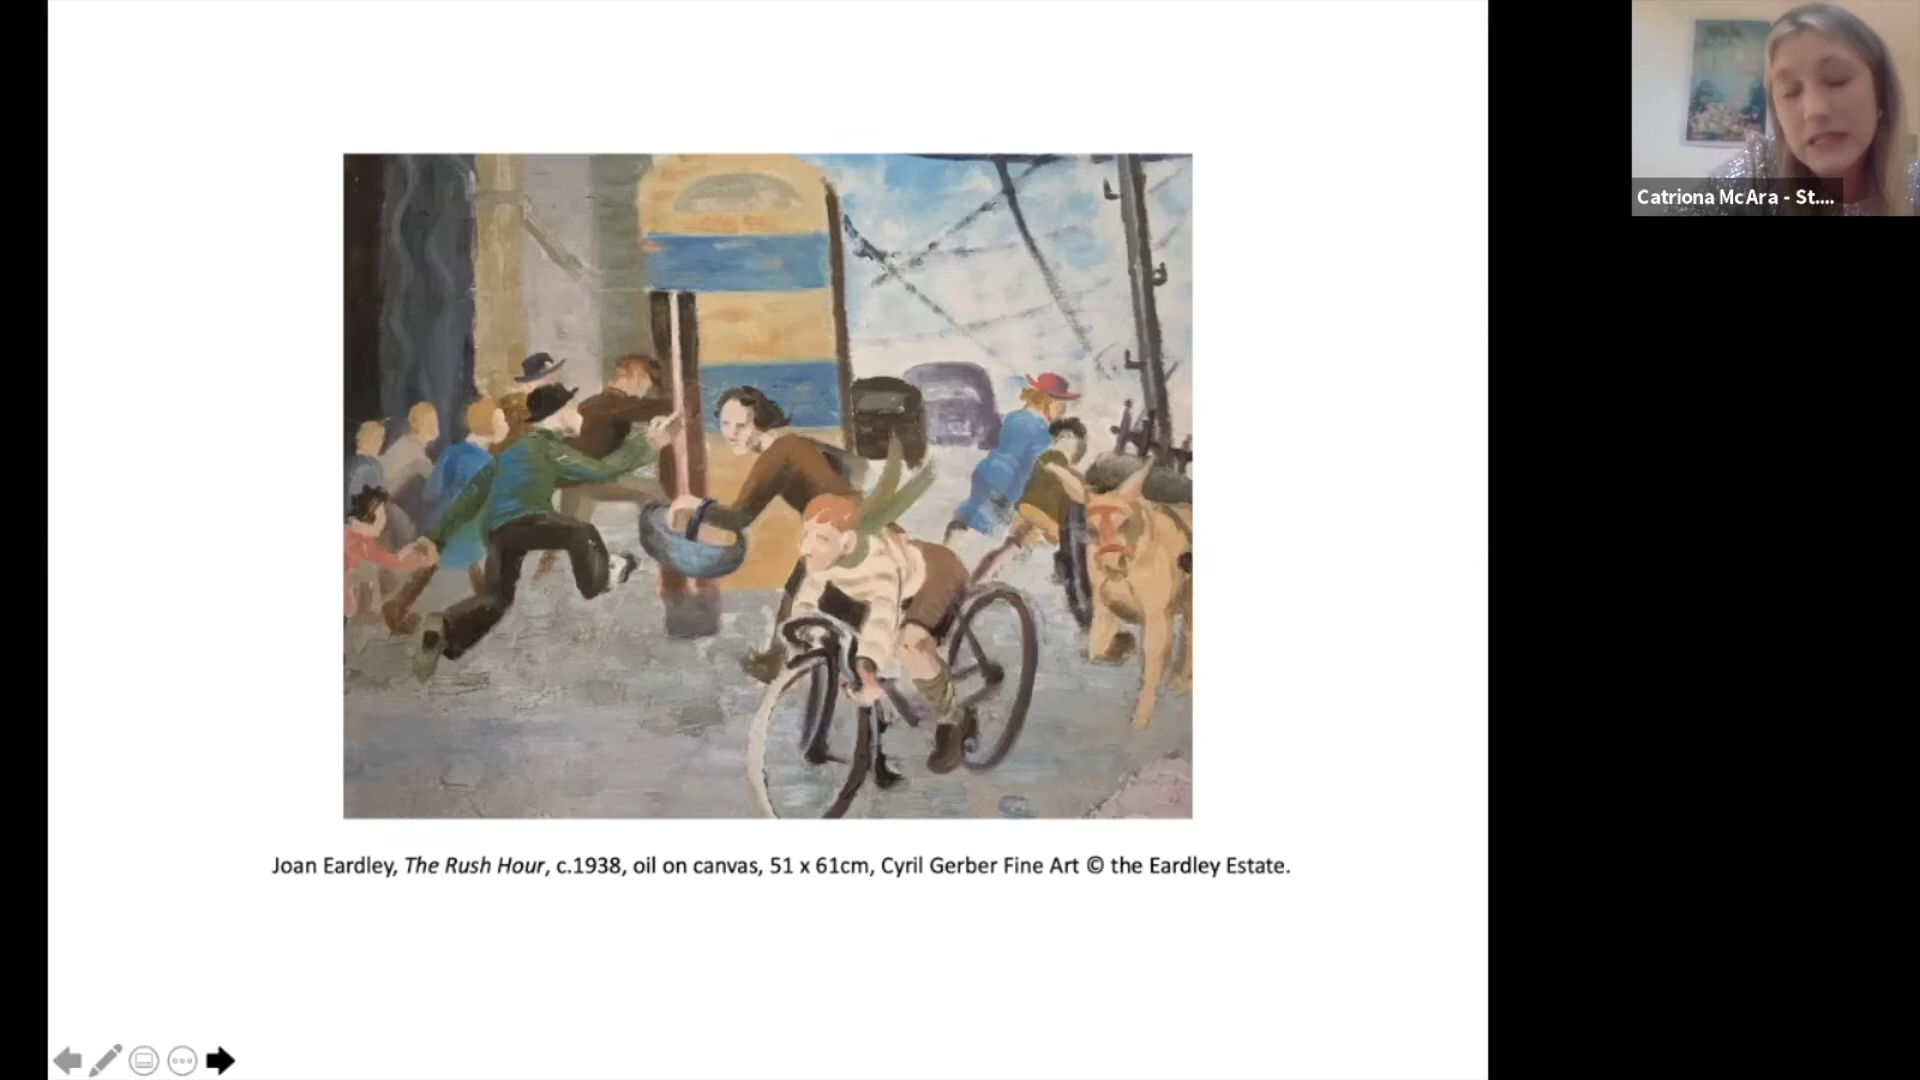 Catriona McAra - St....
Joan Eardley, The Rush Hour, c.1938, oil on canvas, 51 x 61cm, Cyril Gerber Fine Art © the Eardley Estate.